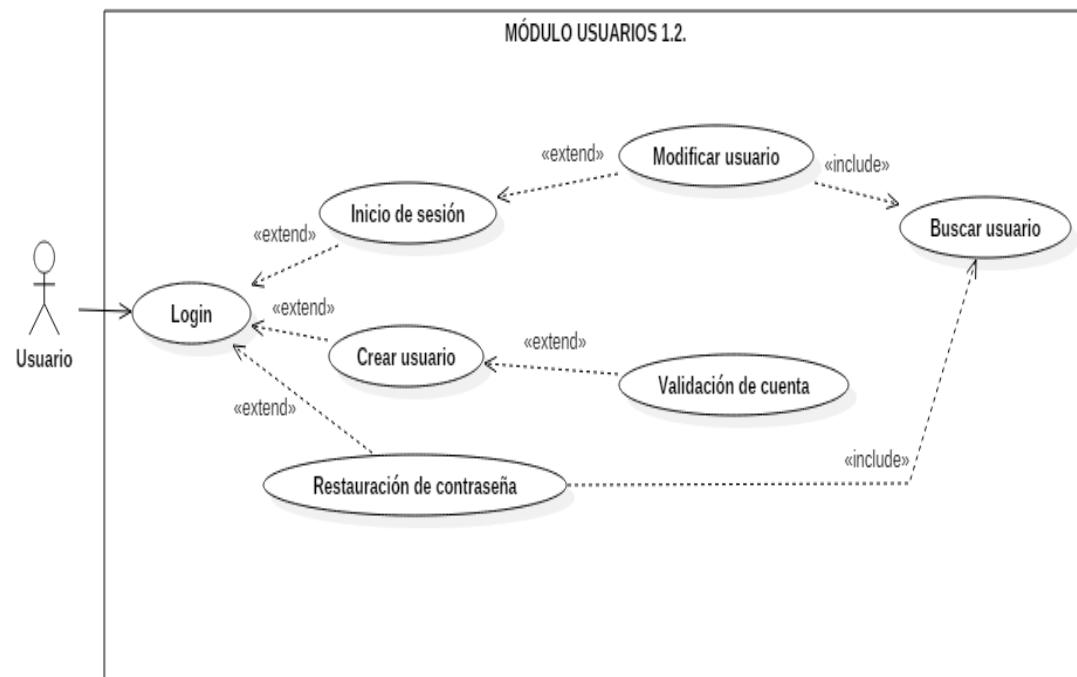 MÓDULO USUARIOS 1.2.
«extend»
Modificar usuario
«include»
Inicio de sesión
Buscar usuario
«extend»
Login
«extend»
Usuario
Crear usuario
«extend»
Validación de cuenta
«extend»
«include»
Restauración de contraseña